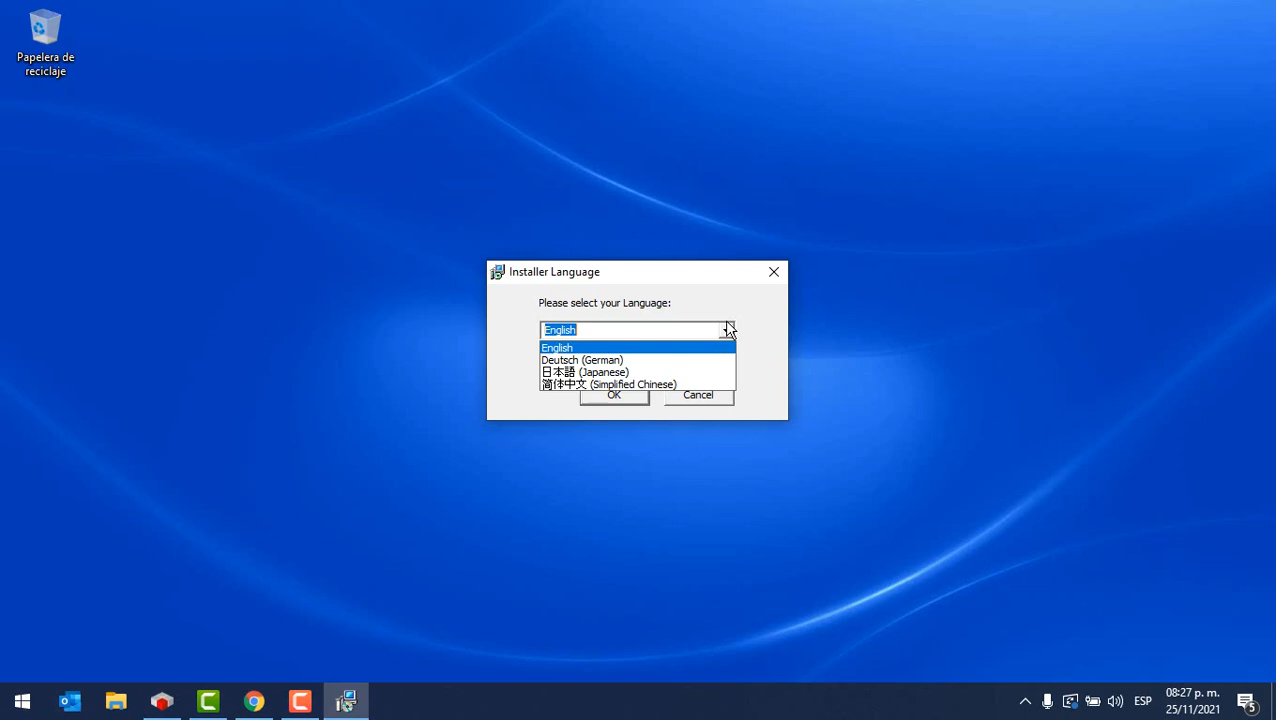 Papelera de
reciclaje
Installer Language
Please select your Language:
English
English
Deutsch (German)
日本語 (Japanese)
简体中文 (Simplified Chinese)
OK
Cancel
ESP
08:27 p. m.
25/11/2021
5